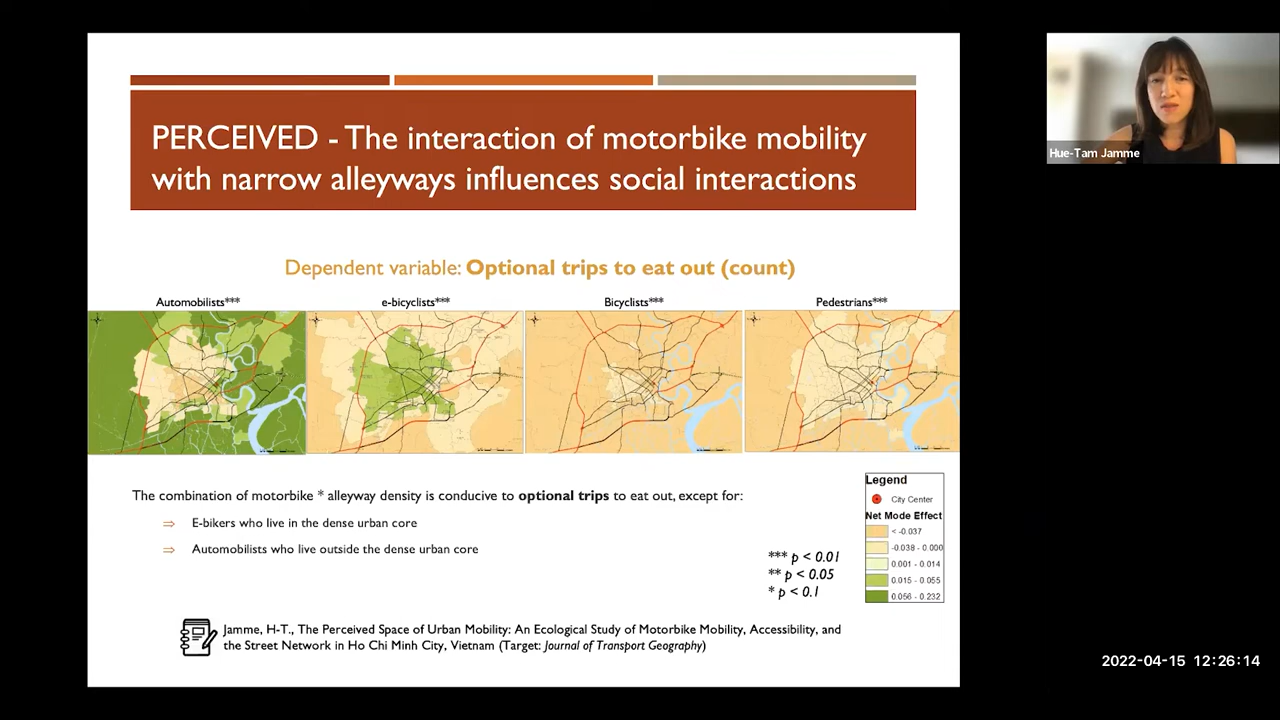 PERCEIVED - The interaction of motorbike mobility
with narrow alleyways influences social interactions
Hue-Tam Jamme
Dependent variable: Optional trips to eat out (count)
Automobilists***
e-bicyclists***
Bicyclists***
Pedestrians***
The combination of motorbike * alleyway density is conducive to optional trips to eat out, except for:
⇒ E-bikers who live in the dense urban core
⇒ Automobilists who live outside the dense urban core
*** p < 0.01
** p < 0.05
* p < 0.1
Legend
City Center
Net Mode Effect
< -0.037
-0.038 - 0.000
0.001 - 0.014
0.015 - 0.055
0.056 - 0.232
Jamme, H-T., The Perceived Space of Urban Mobility: An Ecological Study of Motorbike Mobility, Accessibility, and
the Street Network in Ho Chi Minh City, Vietnam (Target: Journal of Transport Geography)
2022-04-15 12:26:14